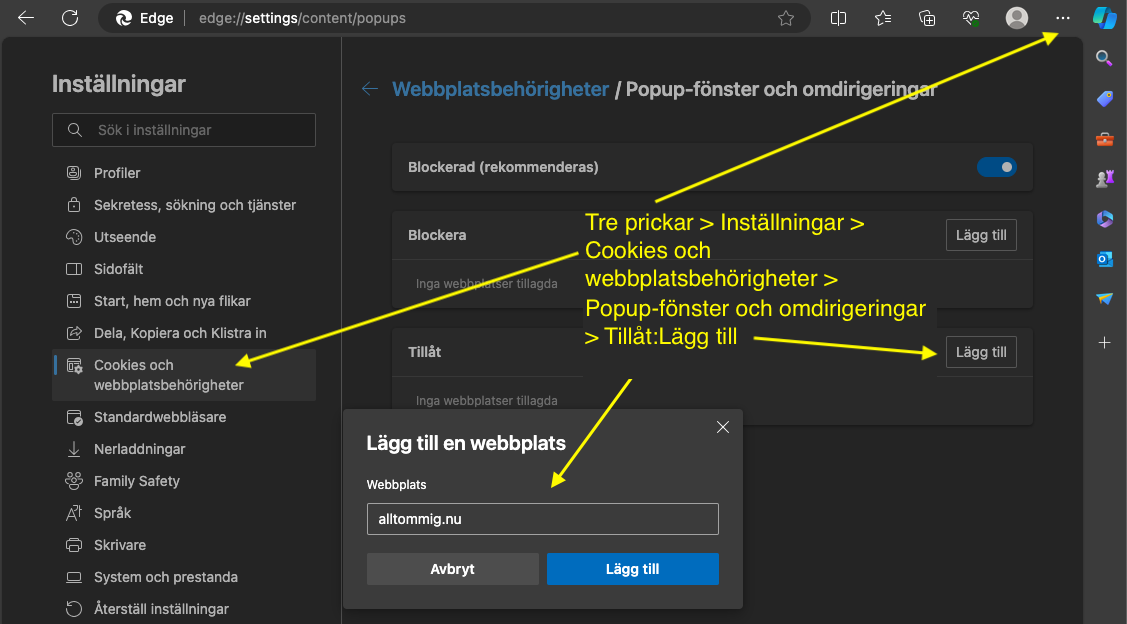 Edge edge://settings/content/popups
Inställningar
Sök i inställningar
Profiler
Sekretess, sökning och tjänster
Utseende
Sidofält
Start, hem och nya flikar
Dela, Kopiera och Klistra in
Cookies och
webbplatsbehörigheter
Standardwebbläsare
Nerladdningar
Family Safety
Språk
Skrivare
System och prestanda
Återställ inställningar
Webbplatsbehörigheter / Popup-fönster och omdirigeringar
Blockerad (rekommenderas)
Blockera
Lägg till
Inga webbplatser tillagda
Tillåt
Lägg till
Inga webbplatser tillagda
Tre prickar > Inställningar >
Cookies och
webbplatsbehörigheter >
Popup-fönster och omdirigeringar
> Tillåt:Lägg till
Lägg till en webbplats
Webbplats
alltommig.nu
Avbryt
Lägg till